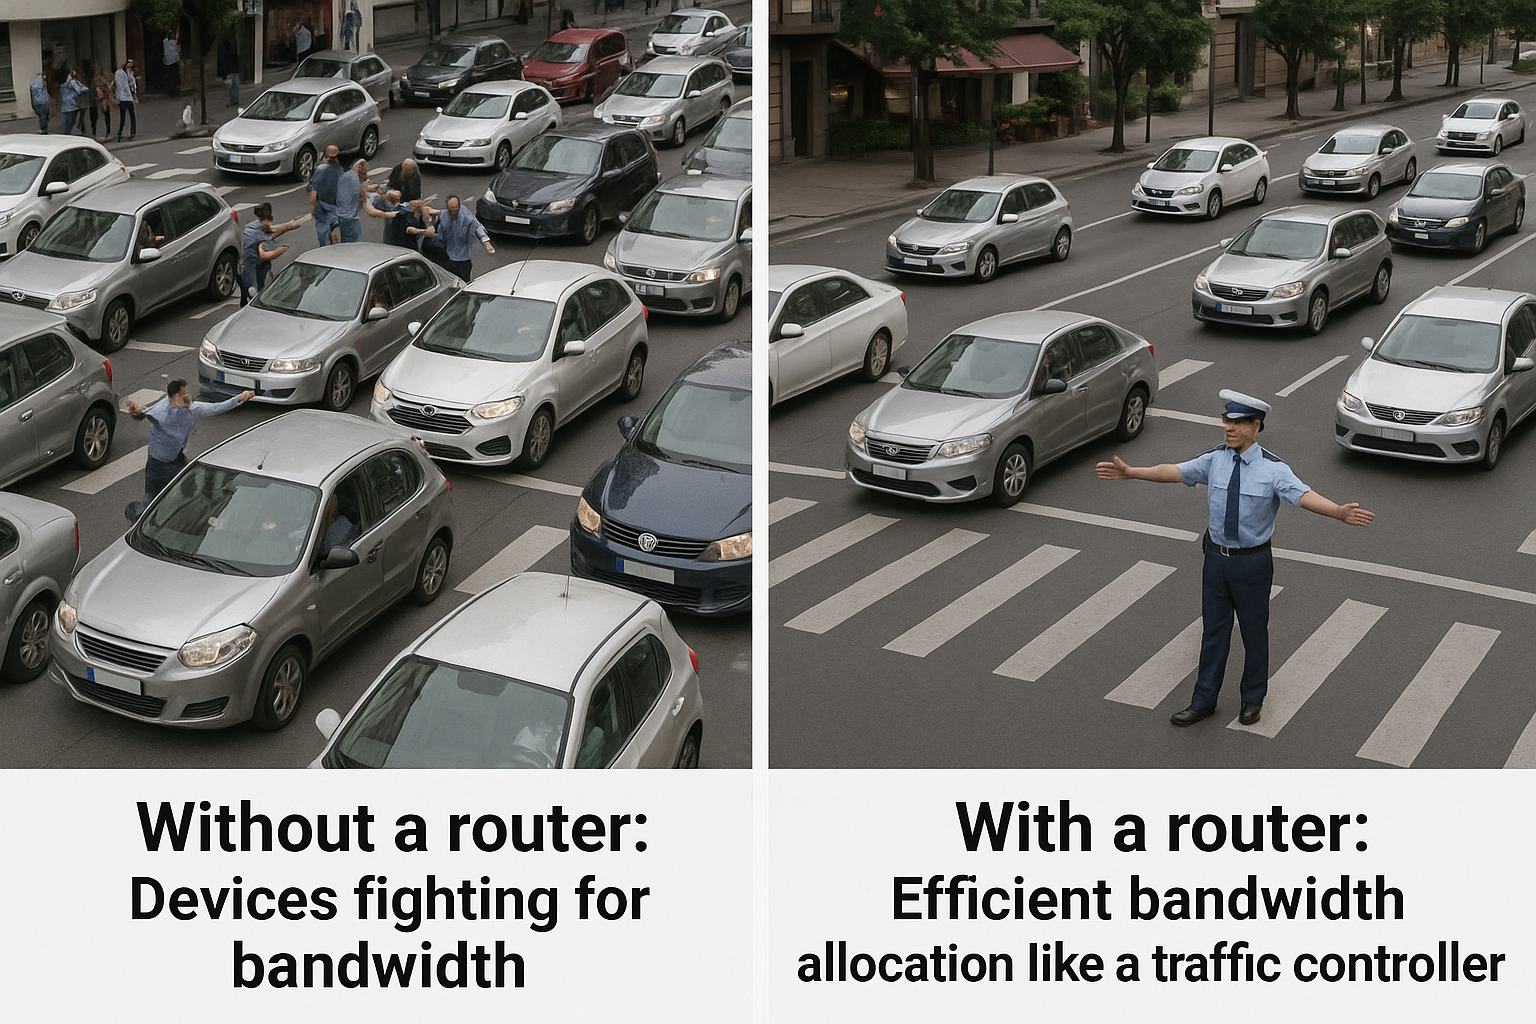 Without a router:
Devices fighting for
bandwidth
With a router:
Efficient bandwidth
allocation like a traffic controller